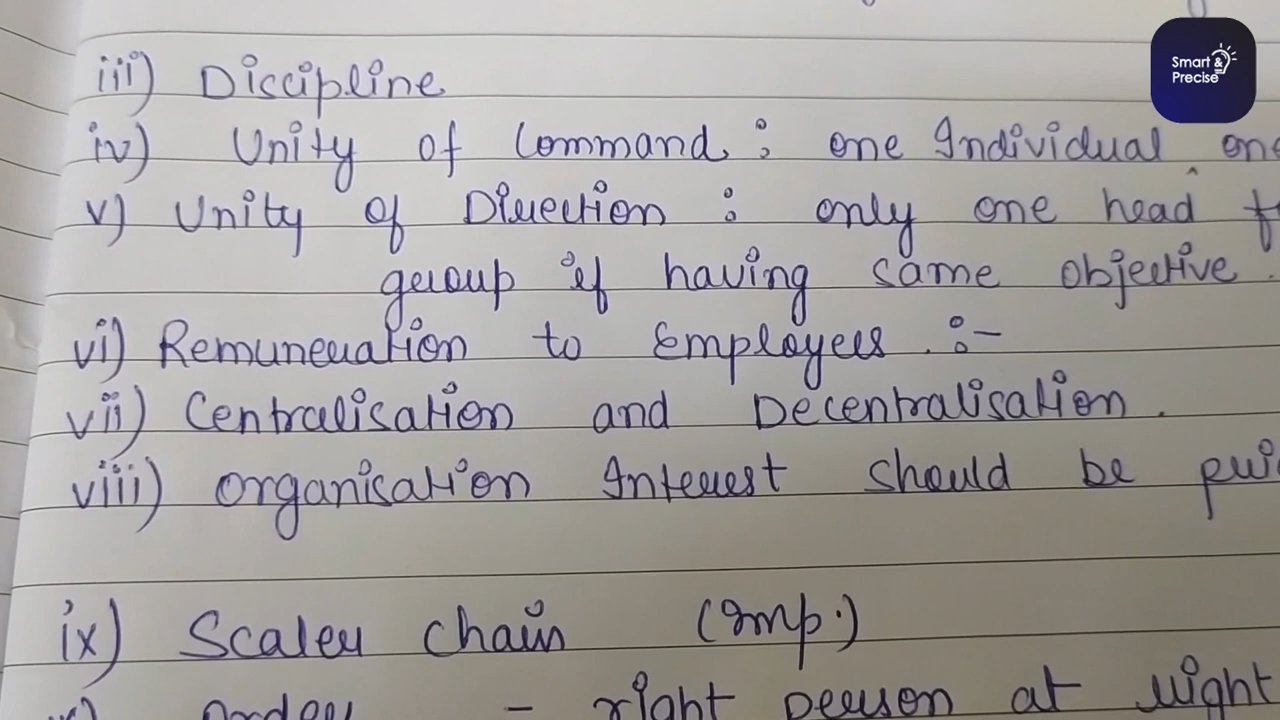 Smart &
Precise
iii) Discipline
iv) Unity of Command : one Individual one
v) Unity of Direction : only one head
group if having same objective.
vi) Remuneration to Employees :-
vii) Centralisation and Decentralisation.
viii) Organisation Interest should be
ix) Scaler Chain (Imp.)
Order - right person at right